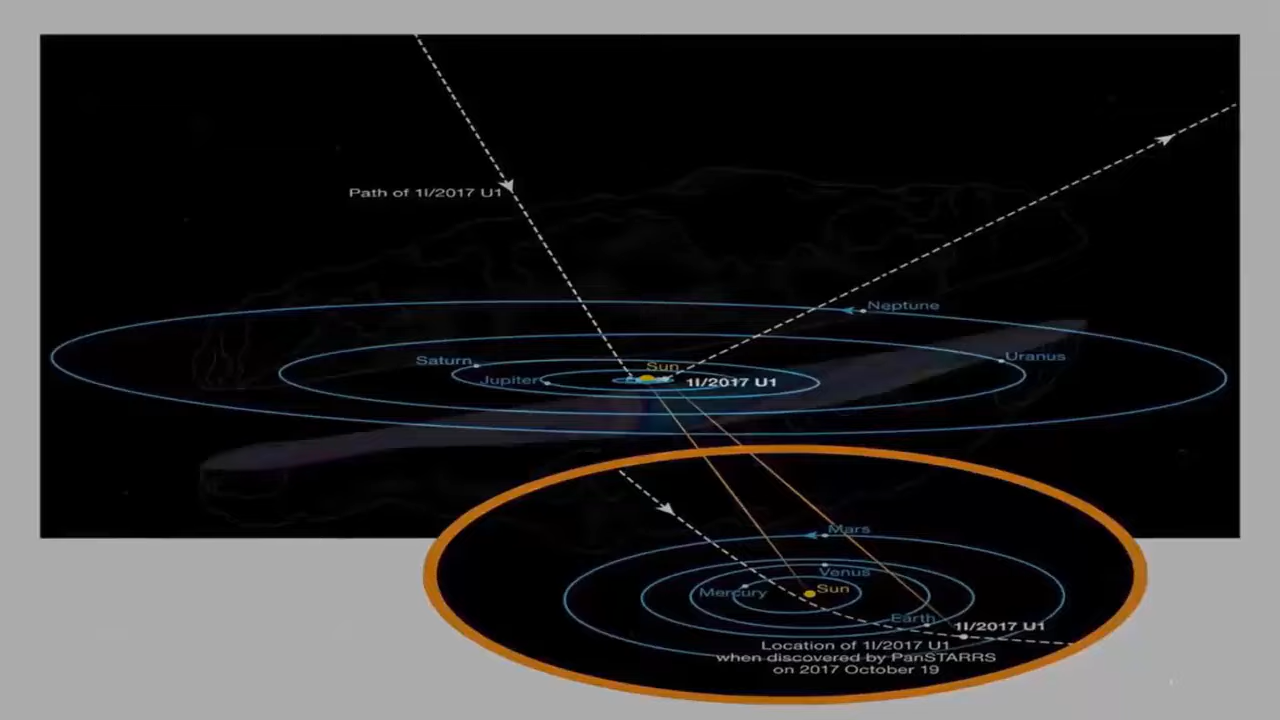 Path of 1I/2017 U1
Neptune
Uranus
Saturn
Sun
Jupiter
1I/2017 U1
Mars
Venus
Mercury
Sun
Earth
1I/2017 U1
Location of 1I/2017 U1
when discovered by PanSTARRS
on 2017 October 19